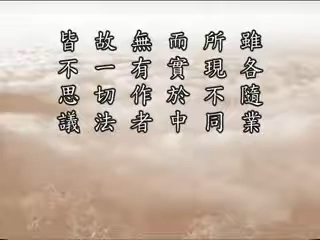 雖各隨業
所現不同
而實於中
無有作者
故一切法
皆不思議